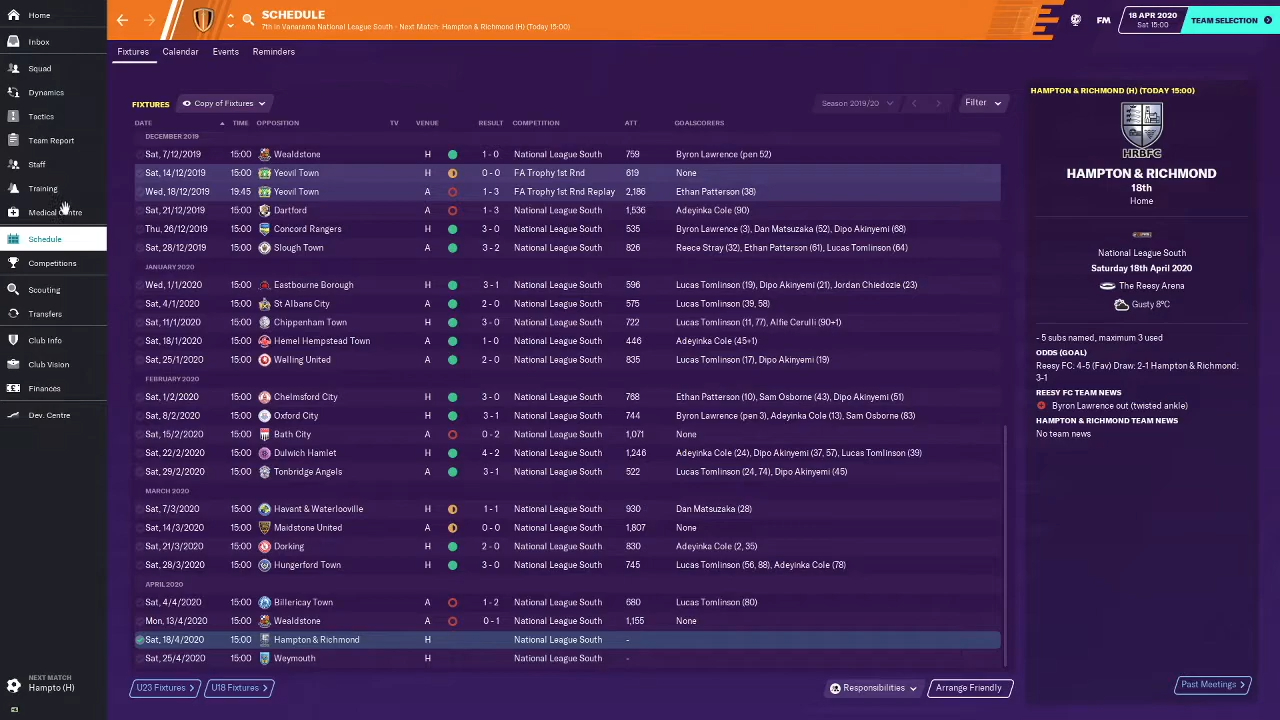 SCHEDULE
7th in Vanarama National League South - Next Match: Hampton & Richmond (H) (Today 15:00)
FM
18 APR 2020
Sat 15:00
TEAM SELECTION
Home
Inbox
Squad
Dynamics
Tactics
Team Report
Staff
Training
Medical Centre
Schedule
Competitions
Scouting
Transfers
Club Info
Club Vision
Finances
Dev. Centre
NEXT MATCH
Hampto (H)
Fixtures Calendar Events Reminders
FIXTURES Copy of Fixtures Season 2019/20 Filter
DATE TIME OPPOSITION TV VENUE RESULT COMPETITION ATT GOALSCORERS
DECEMBER 2019
Sat, 7/12/2019 15:00 Wealdstone H 1 - 0 National League South 759 Byron Lawrence (pen 52)
Sat, 14/12/2019 15:00 Yeovil Town H 0 - 0 FA Trophy 1st Rnd 619 None
Wed, 18/12/2019 19:45 Yeovil Town A 1 - 3 FA Trophy 1st Rnd Replay 2,186 Ethan Patterson (38)
Sat, 21/12/2019 15:00 Dartford A 1 - 3 National League South 1,536 Adeyinka Cole (90)
Thu, 26/12/2019 15:00 Concord Rangers H 3 - 0 National League South 535 Byron Lawrence (3), Dan Matsuzaka (52), Dipo Akinyemi (68)
Sat, 28/12/2019 15:00 Slough Town A 3 - 2 National League South 826 Reece Stray (32), Ethan Patterson (61), Lucas Tomlinson (64)
JANUARY 2020
Wed, 1/1/2020 15:00 Eastbourne Borough H 3 - 1 National League South 596 Lucas Tomlinson (19), Dipo Akinyemi (21), Jordan Chiedozie (23)
Sat, 4/1/2020 15:00 St Albans City A 2 - 0 National League South 575 Lucas Tomlinson (39, 58)
Sat, 11/1/2020 15:00 Chippenham Town H 3 - 0 National League South 722 Lucas Tomlinson (11, 77), Alfie Cerulli (90+1)
Sat, 18/1/2020 15:00 Hemel Hempstead Town A 1 - 0 National League South 446 Adeyinka Cole (45+1)
Sat, 25/1/2020 15:00 Welling United A 2 - 0 National League South 835 Lucas Tomlinson (17), Dipo Akinyemi (19)
FEBRUARY 2020
Sat, 1/2/2020 15:00 Chelmsford City H 3 - 0 National League South 768 Ethan Patterson (10), Sam Osborne (43), Dipo Akinyemi (51)
Sat, 8/2/2020 15:00 Oxford City H 3 - 1 National League South 744 Byron Lawrence (pen 3), Adeyinka Cole (13), Sam Osborne (83)
Sat, 15/2/2020 15:00 Bath City A 0 - 2 National League South 1,071 None
Sat, 22/2/2020 15:00 Dulwich Hamlet H 4 - 2 National League South 1,246 Adeyinka Cole (24), Dipo Akinyemi (37, 57), Lucas Tomlinson (39)
Sat, 29/2/2020 15:00 Tonbridge Angels A 3 - 1 National League South 522 Lucas Tomlinson (24, 74), Dipo Akinyemi (45)
MARCH 2020
Sat, 7/3/2020 15:00 Havant & Waterlooville H 1 - 1 National League South 930 Dan Matsuzaka (28)
Sat, 14/3/2020 15:00 Maidstone United A 0 - 0 National League South 1,807 None
Sat, 21/3/2020 15:00 Dorking H 2 - 0 National League South 830 Adeyinka Cole (2, 35)
Sat, 28/3/2020 15:00 Hungerford Town H 3 - 0 National League South 745 Lucas Tomlinson (56, 88), Adeyinka Cole (78)
APRIL 2020
Sat, 4/4/2020 15:00 Billericay Town A 1 - 2 National League South 680 Lucas Tomlinson (80)
Mon, 13/4/2020 15:00 Wealdstone A 0 - 1 National League South 1,155 None
Sat, 18/4/2020 15:00 Hampton & Richmond H National League South -
Sat, 25/4/2020 15:00 Weymouth H National League South -
U23 Fixtures U18 Fixtures Responsibilities Arrange Friendly
HAMPTON & RICHMOND (H) (TODAY 15:00)
HRBFC
HAMPTON & RICHMOND
18th
Home
National League South
Saturday 18th April 2020
The Reesy Arena
Gusty 8°C
- 5 subs named, maximum 3 used
ODDS (GOAL)
Reesy FC: 4-5 (Fav) Draw: 2-1 Hampton & Richmond:
3-1
REESY FC TEAM NEWS
Byron Lawrence out (twisted ankle)
HAMPTON & RICHMOND TEAM NEWS
No team news
Past Meetings